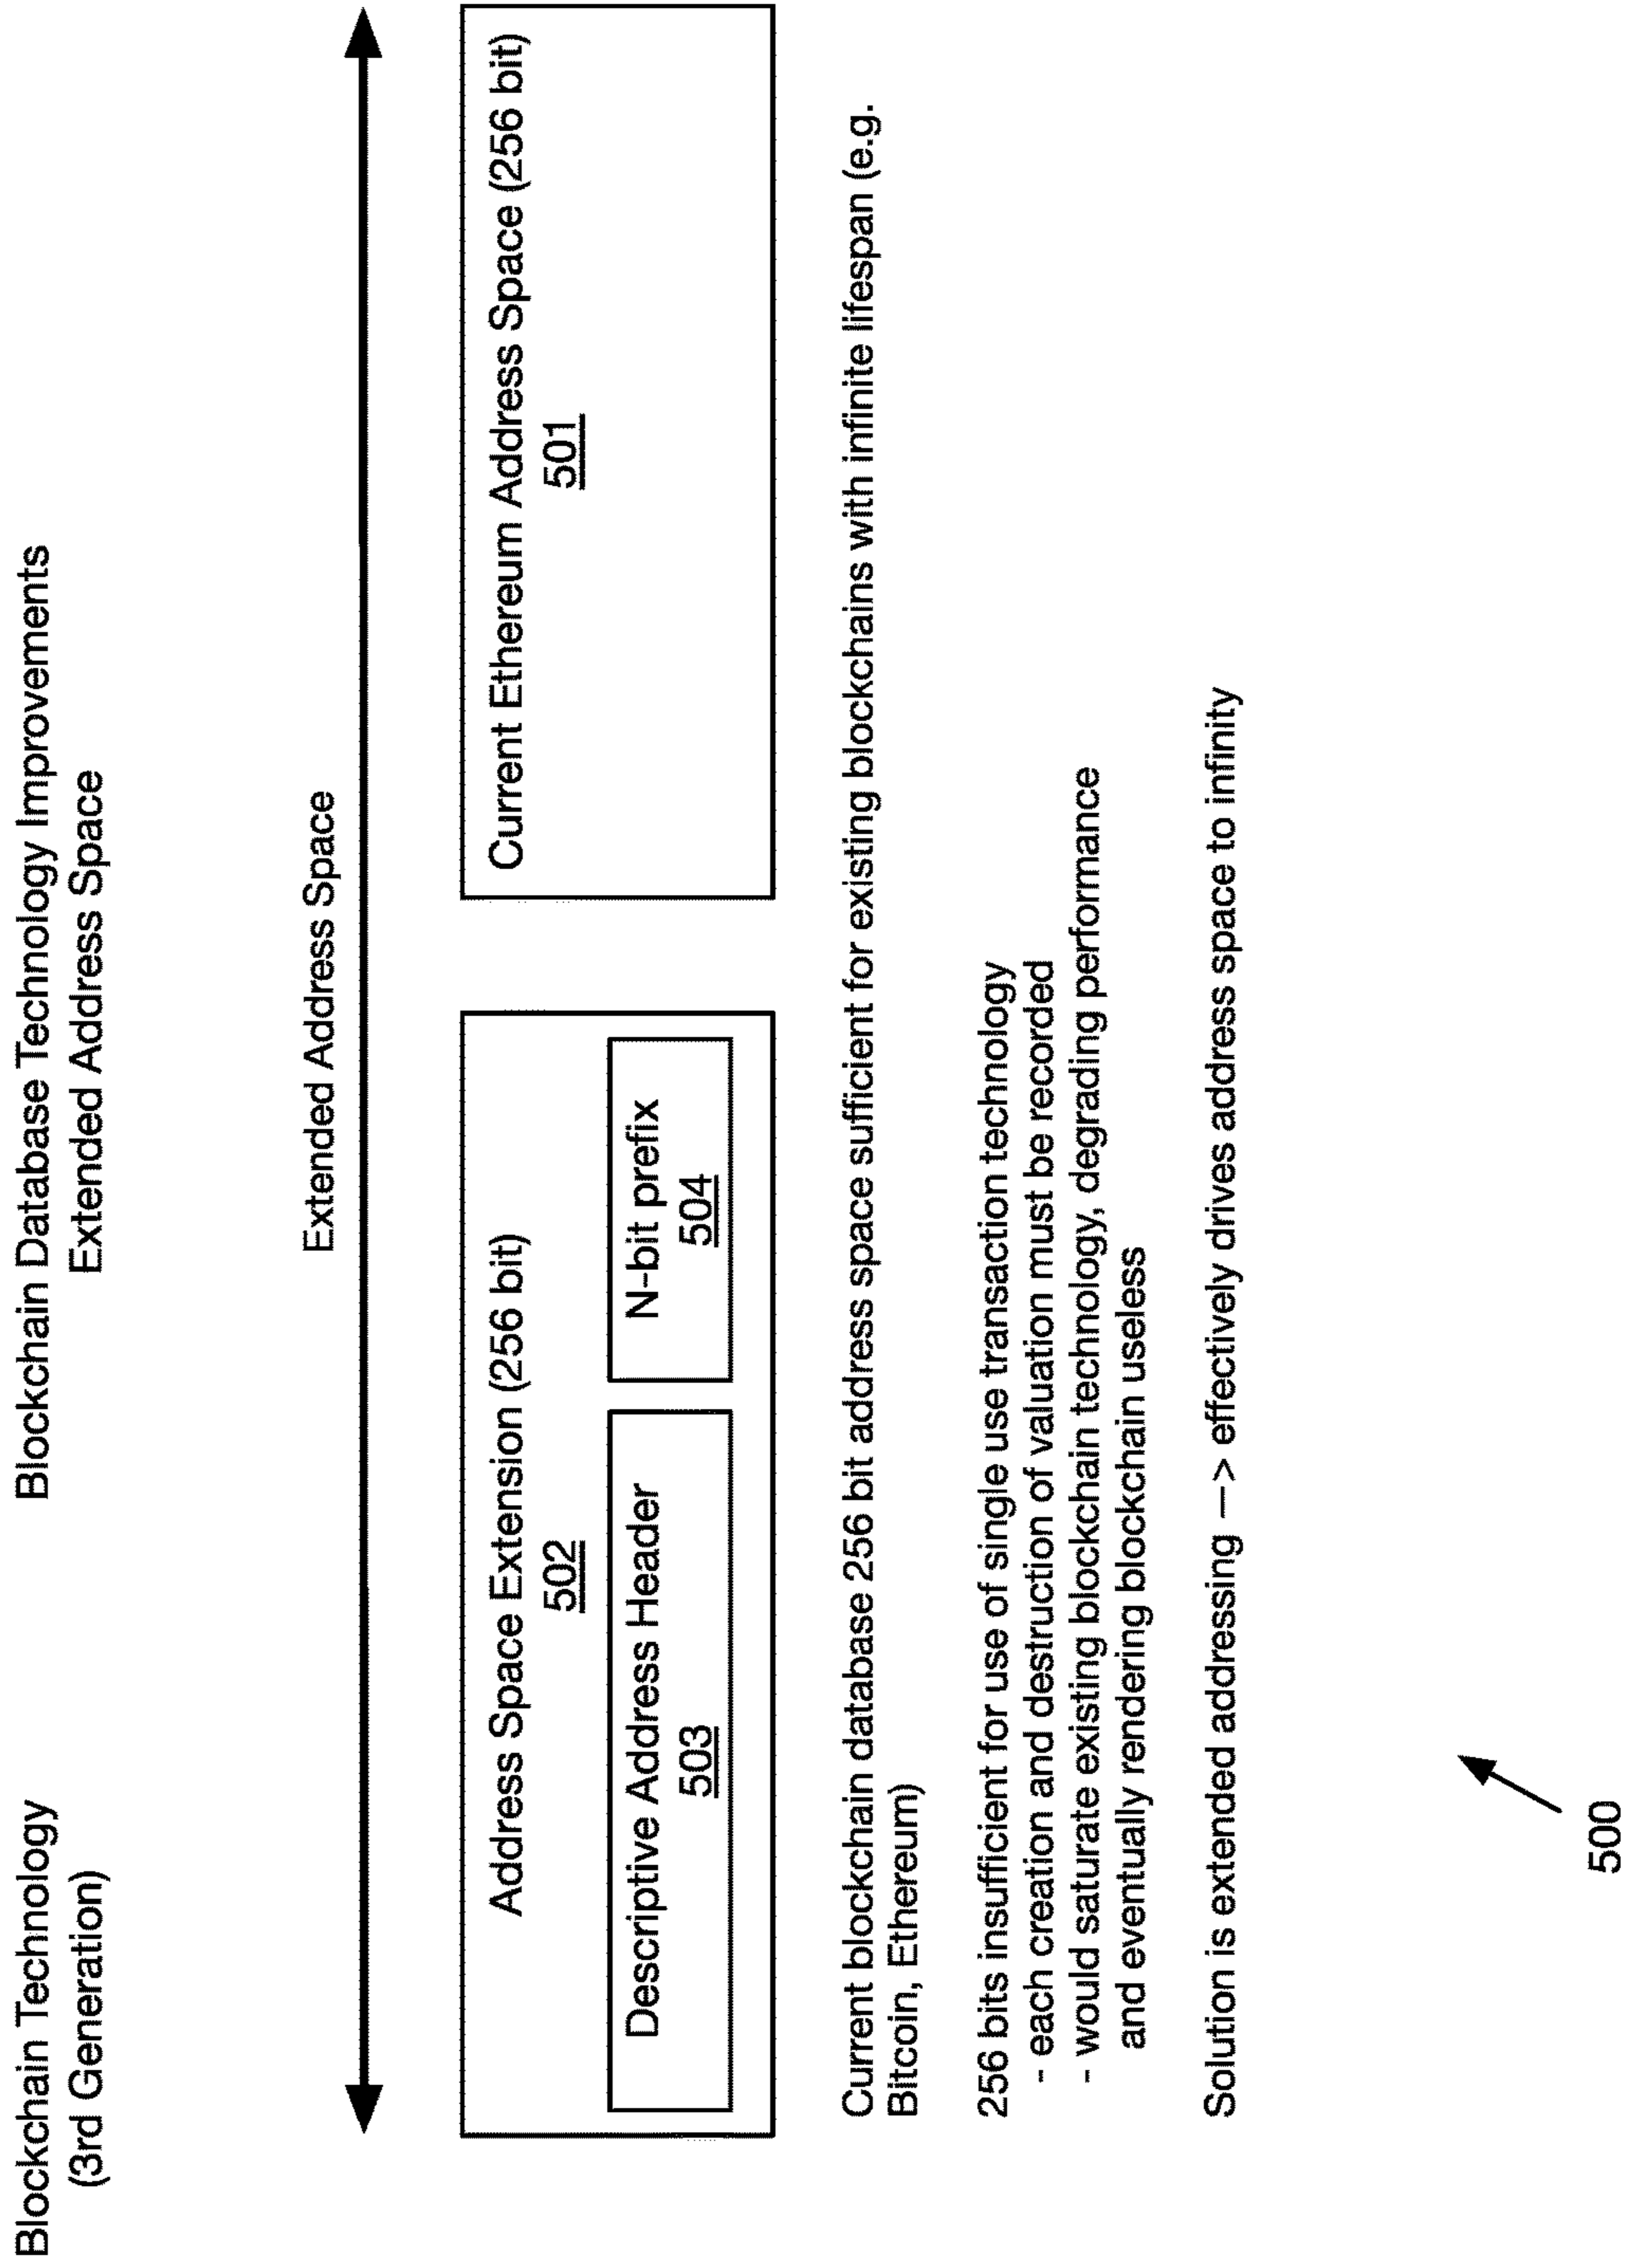 Blockchain Technology
(3rd Generation)
Blockchain Database Technology Improvements
Extended Address Space
Extended Address Space
Address Space Extension (256 bit)
502
Descriptive Address Header
503
N-bit prefix
504
Current Ethereum Address Space (256 bit)
501
Current blockchain database 256 bit address space sufficient for existing blockchains with infinite lifespan (e.g.
Bitcoin, Ethereum)
256 bits insufficient for use of single use transaction technology
- each creation and destruction of valuation must be recorded
- would saturate existing blockchain technology, degrading performance
and eventually rendering blockchain useless
Solution is extended addressing —> effectively drives address space to infinity
500